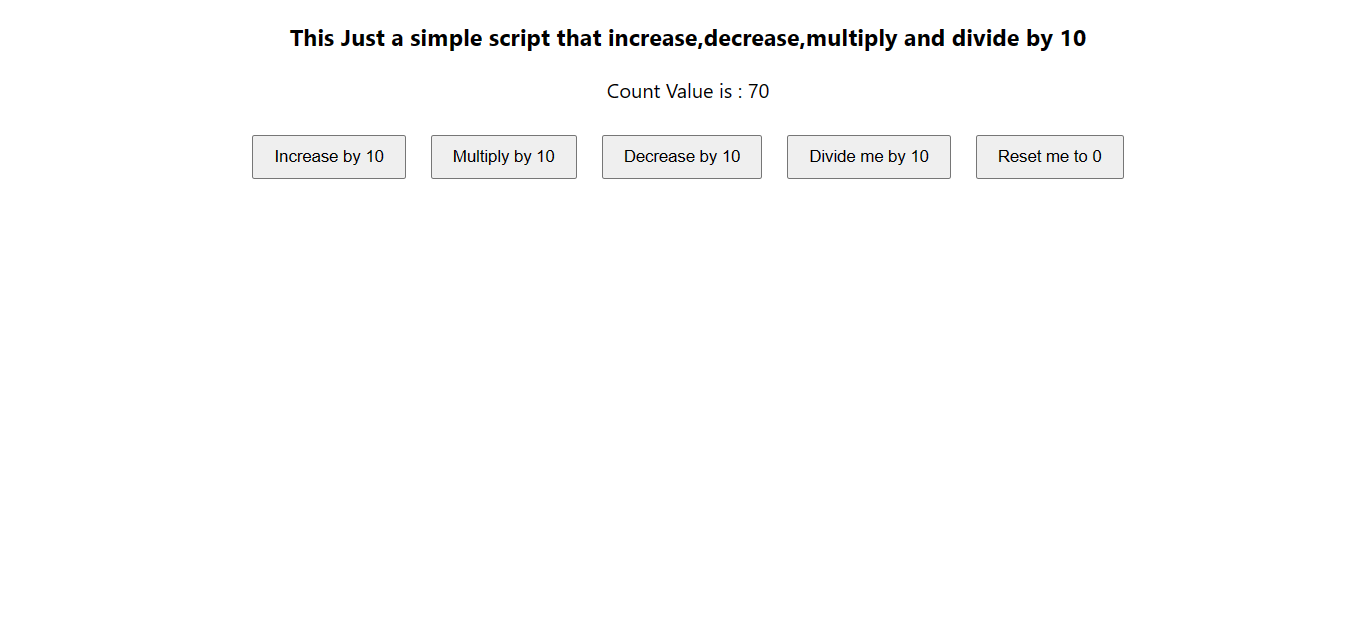 This Just a simple script that increase,decrease,multiply and divide by 10
Count Value is : 70
Increase by 10 Multiply by 10 Decrease by 10 Divide me by 10 Reset me to 0